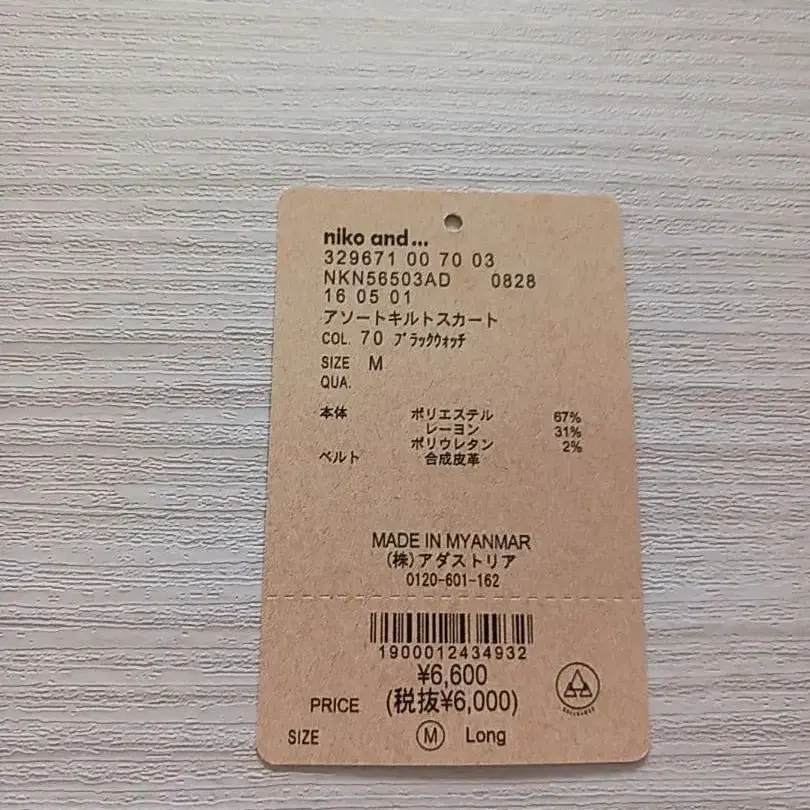 niko and...
329671 00 70 03
NKN56503AD 0828
16 05 01
アソートキルトスカート
COL. 70 ﾌﾞﾗｯｸｳｫｯﾁ
SIZE M
QUA.
本体 ポリエステル 67%
レーヨン 31%
ポリウレタン 2%
ベルト 合成皮革
MADE IN MYANMAR
(株)アダストリア
0120-601-162
1900012434932
¥6,600
PRICE (税抜¥6,000)
SIZE M Long